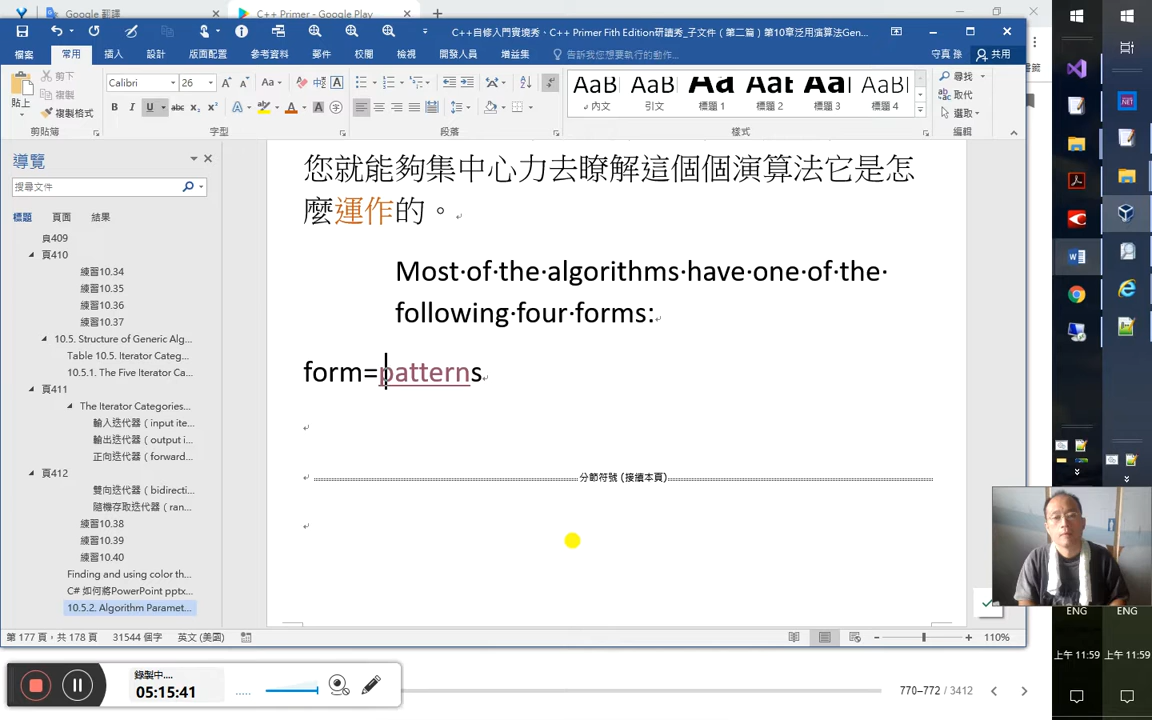 Google 翻譯
C++ Primer - Google Play
C++自修人門實境秀、C++ Primer Fifth Edition研讀秀_子文件(第二篇)第10章泛用演算法Gen...
檔案
常用
插入
設計
版面配置
參考資料
郵件
校閱
檢視
開發人員
增益集
告訴我您想要執行的動作...
守真 孫
共用
貼上
剪下
複製
複製格式
Calibri
26
AaB
AaB
Aa
Aab
Aal
AaB
內文
引文
標題 1
標題 2
標題 3
標題 4
尋找
取代
選取
剪貼簿
字型
段落
樣式
編輯
導覽
搜尋文件
標題
頁面
結果
頁409
頁410
練習10.34
練習10.35
練習10.36
練習10.37
10.5. Structure of Generic Alg...
Table 10.5. Iterator Categ...
10.5.1. The Five Iterator Ca...
頁411
The Iterator Categories...
輸入迭代器 ( input ite...
輸出迭代器 ( output i...
正向迭代器 ( forward...
頁412
雙向迭代器 ( bidirecti...
隨機存取迭代器 ( ran...
練習10.38
練習10.39
練習10.40
Finding and using color th...
C# 如何將PowerPoint pptx...
10.5.2. Algorithm Paramet...
您就能夠集中心力去瞭解這個個演算法它是怎
麼運作的。
Most of the algorithms have one of the
following four forms:
form=patterns
分節符號 (接續本頁)
第 177 頁,共 178 頁
31544 個字
英文 (美國)
110%
錄製中....
05:15:41
770–772 / 3412
ENG
ENG
上午 11:59
上午 11:59